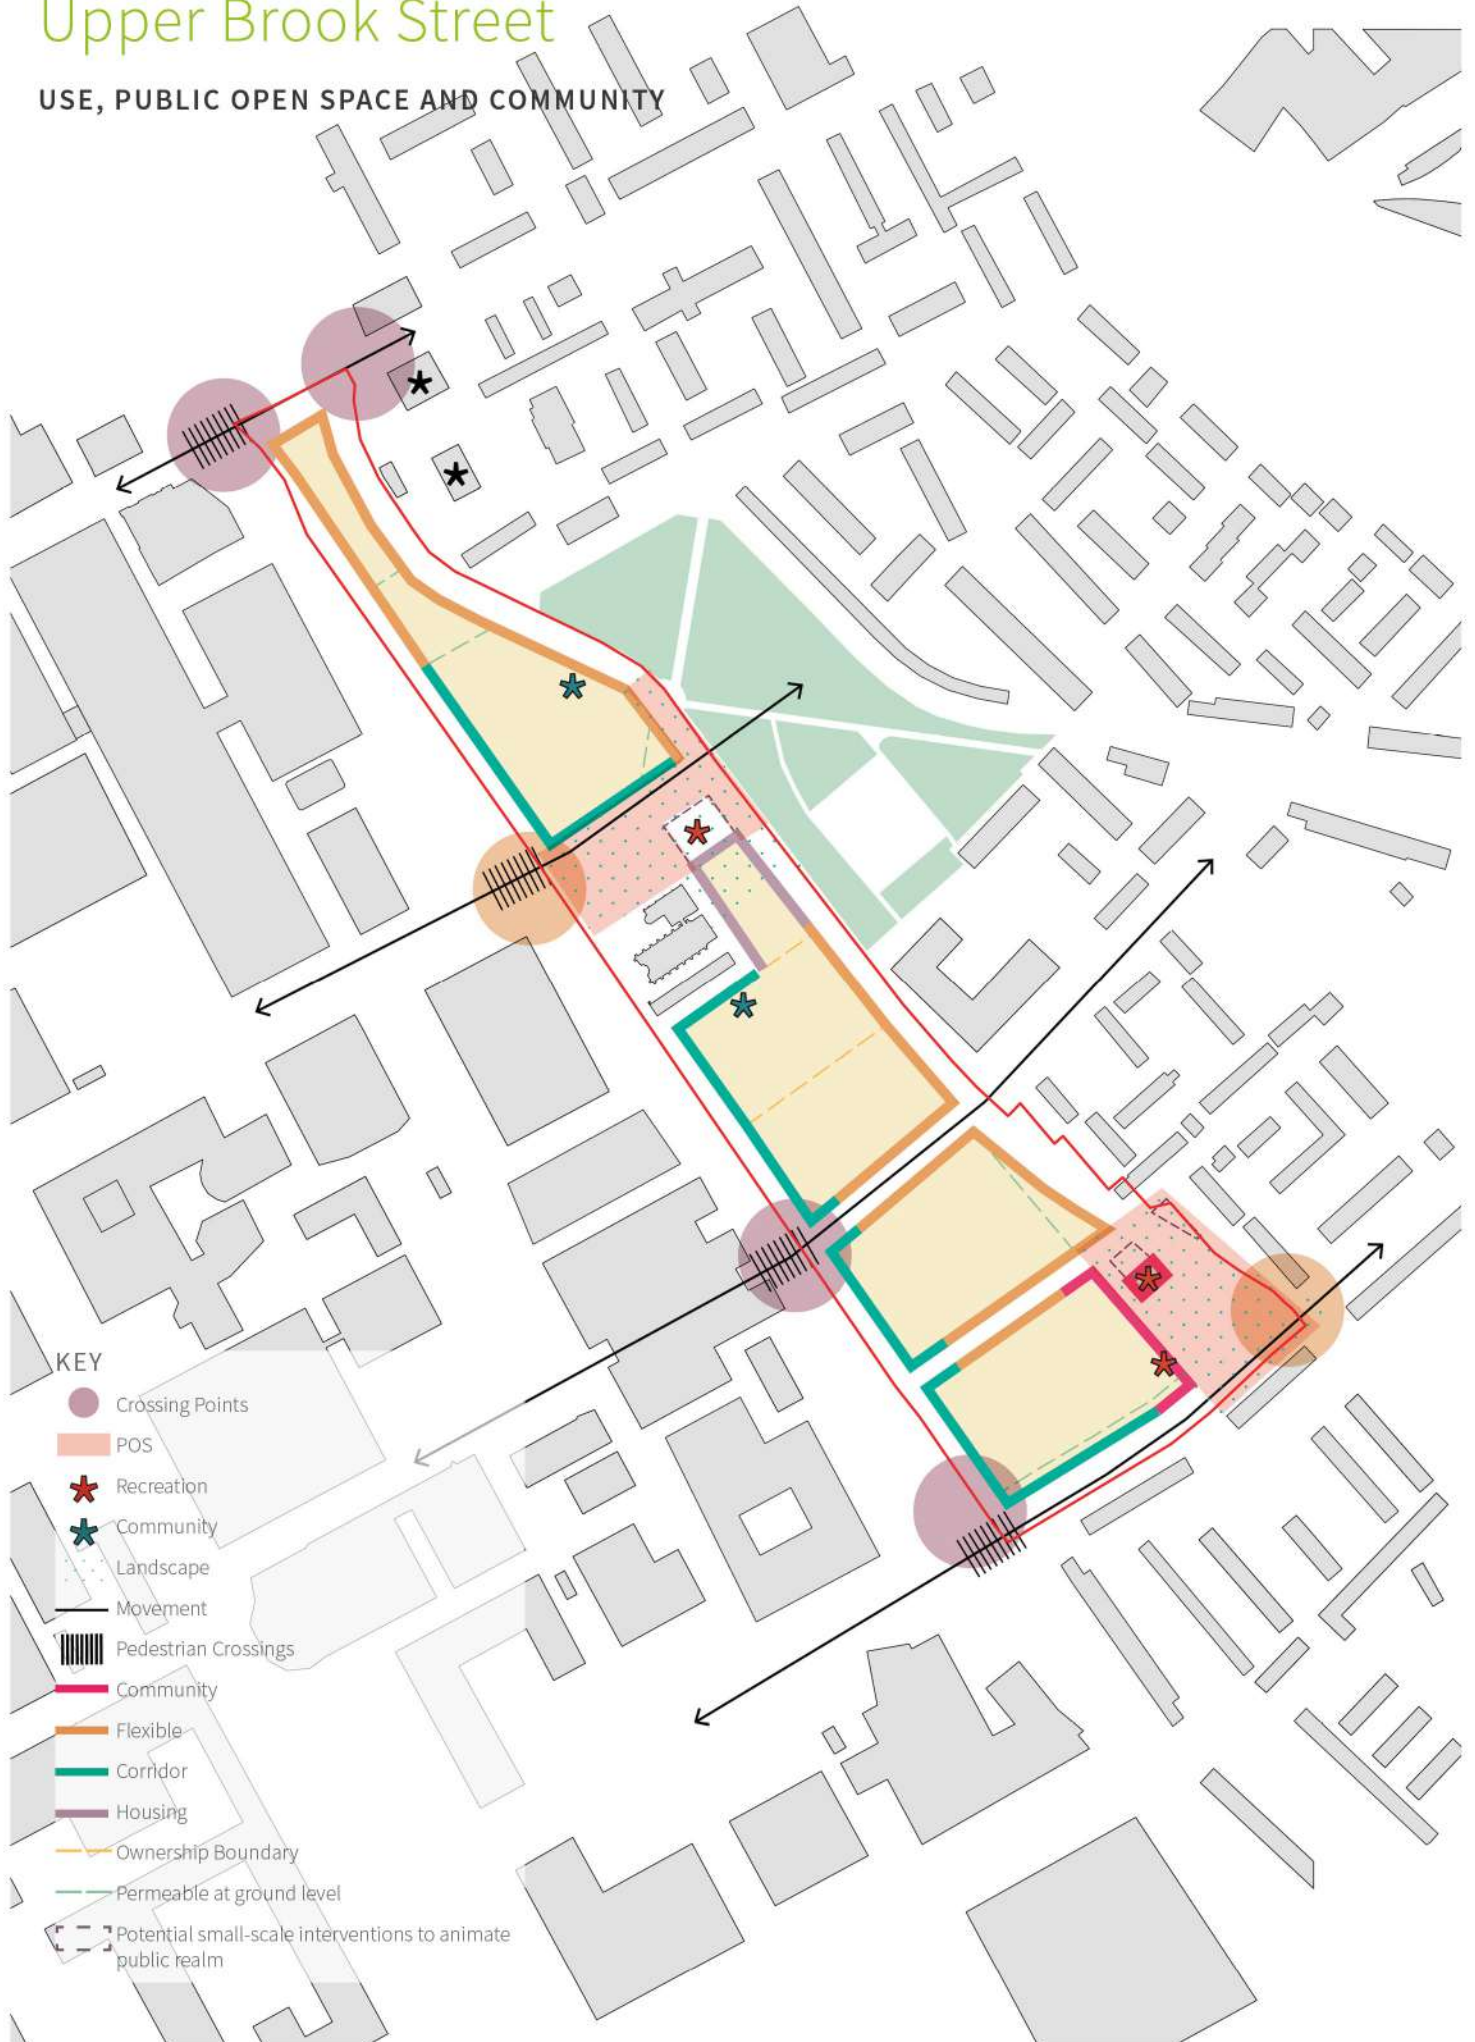 Upper Brook Street
USE, PUBLIC OPEN SPACE AND COMMUNITY
KEY
Crossing Points
POS
Recreation
Community
Landscape
Movement
Pedestrian Crossings
Community
Flexible
Corridor
Housing
Ownership Boundary
Permeable at ground level
Potential small-scale interventions to animate
public realm